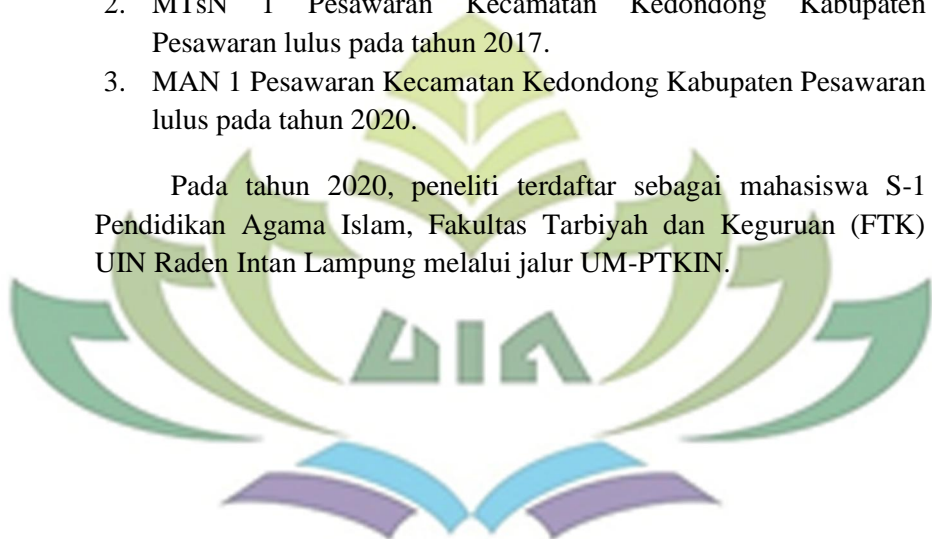 2. MTsN 1 Pesawaran Kecamatan Kedondong Kabupaten
Pesawaran lulus pada tahun 2017.
3. MAN 1 Pesawaran Kecamatan Kedondong Kabupaten Pesawaran
lulus pada tahun 2020.
Pada tahun 2020, peneliti terdaftar sebagai mahasiswa S-1
Pendidikan Agama Islam, Fakultas Tarbiyah dan Keguruan (FTK)
UIN Raden Intan Lampung melalui jalur UM-PTKIN.
UIN